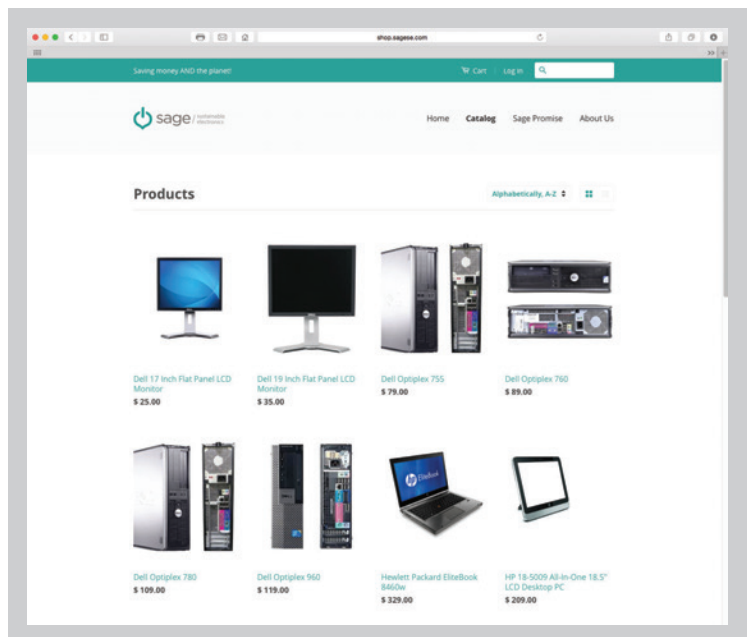 shop.sagese.com
Saving money AND the planet!
Cart | Log in
sage / sustainable
electronics
Home Catalog Sage Promise About Us
Products
Alphabetically, A-Z
Dell 17 Inch Flat Panel LCD
Monitor
$ 25.00
Dell 19 Inch Flat Panel LCD
Monitor
$ 35.00
Dell Optiplex 755
$ 79.00
Dell Optiplex 760
$ 89.00
Dell Optiplex 780
$ 109.00
Dell Optiplex 960
$ 119.00
hp EliteBook
Hewlett Packard EliteBook
8460w
$ 329.00
HP 18-5009 All-In-One 18.5"
LCD Desktop PC
$ 209.00